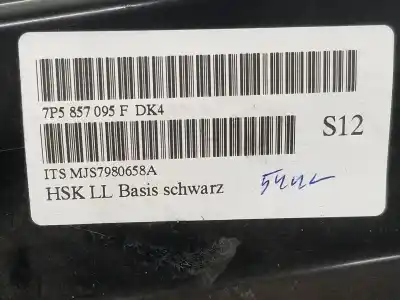 7P5 857 095 F DK4
S12
ITS MJS7980658A
HSK LL Basis schwarz